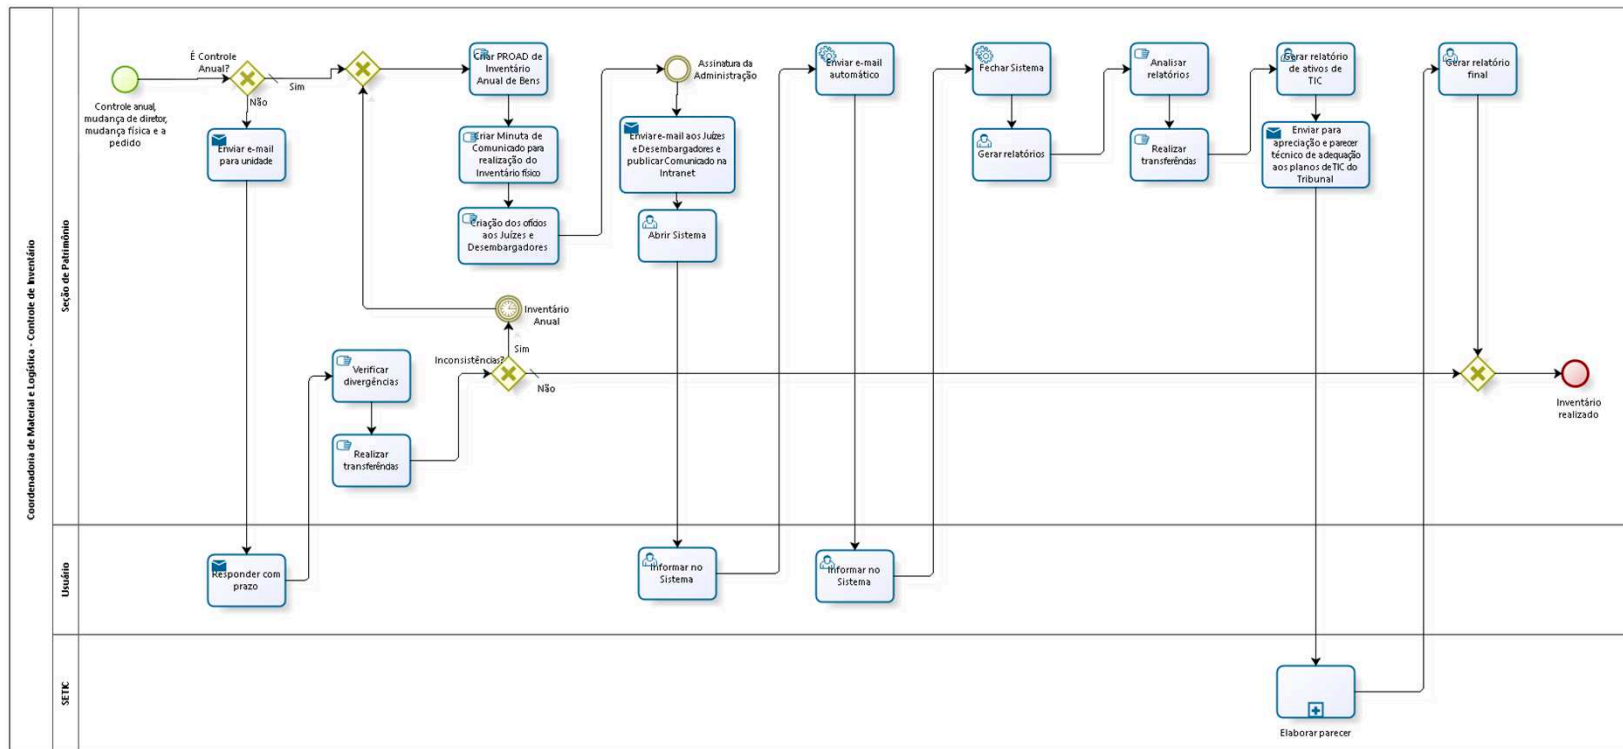 Coordenadoria de Material e Logística - Controle de Inventário
Seção de Patrimônio
É Controle
Anual?
Sim
Não
Controle anual,
mudança de diretor,
mudança física e a
pedido
Enviar e-mail
para unidade
Criar PROAD de
Inventário
Anual de Bens
Criar Minuta de
Comunicado para
realização do
Inventário físico
Criação dos ofícios
aos Juízes e
Desembargadores
Assinatura da
Administração
Enviar e-mail aos Juízes
e Desembargadores e
publicar Comunicado na
Intranet
Abrir Sistema
Enviar e-mail
automático
Fechar Sistema
Gerar relatórios
Analisar
relatórios
Realizar
transferências
Gerar relatório
de ativos de
TIC
Enviar para
apreciação e parecer
técnico de adequação
aos planos de TIC do
Tribunal
Gerar relatório
final
Inventário
Anual
Sim
Inconsistências?
Não
Verificar
divergências
Realizar
transferências
Inventário
realizado
Usuário
Responder com
prazo
Informar no
Sistema
Informar no
Sistema
SETIC
Elaborar parecer